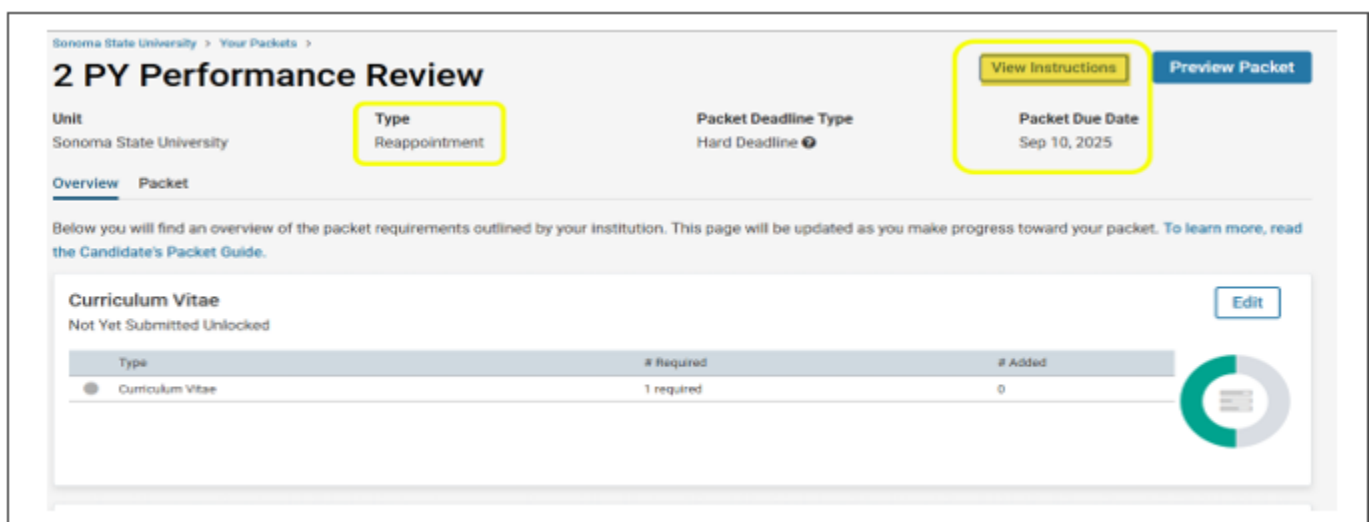 Sonoma State University > Your Packets >
2 PY Performance Review
View Instructions
Preview Packet
Unit
Type
Packet Deadline Type
Packet Due Date
Sonoma State University
Reappointment
Hard Deadline
Sep 10, 2025
Overview Packet
Below you will find an overview of the packet requirements outlined by your institution. This page will be updated as you make progress toward your packet. To learn more, read
the Candidate's Packet Guide.
Curriculum Vitae
Edit
Not Yet Submitted Unlocked
Type # Required # Added
Curriculum Vitae 1 required 0